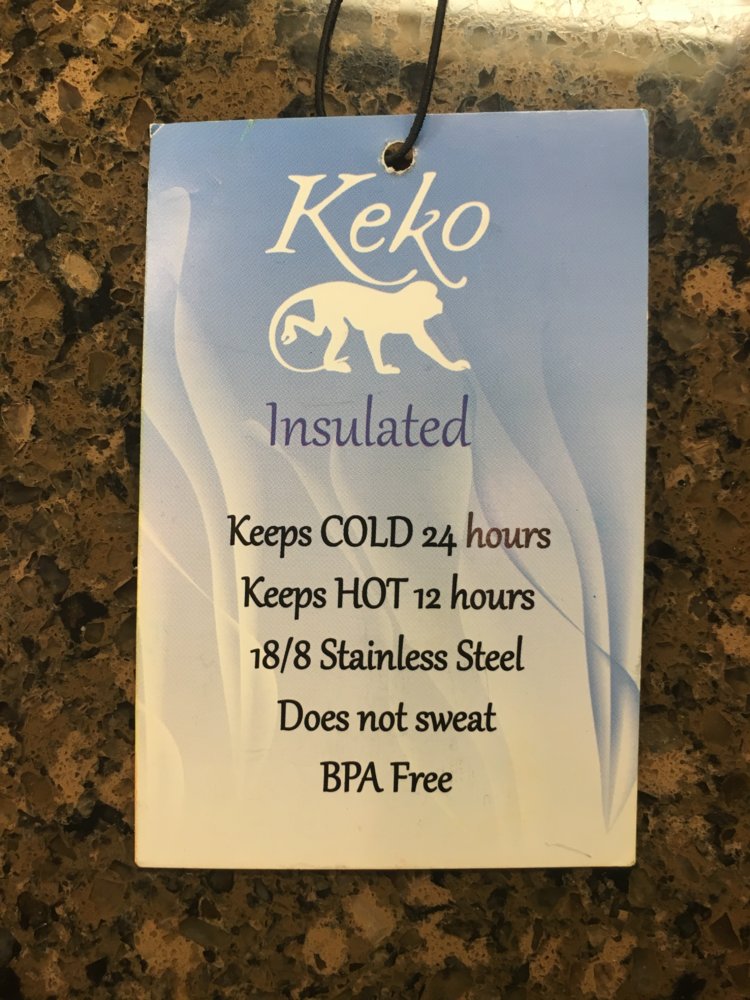 Keko
Insulated
Keeps COLD 24 hours
Keeps HOT 12 hours
18/8 Stainless Steel
Does not sweat
BPA Free